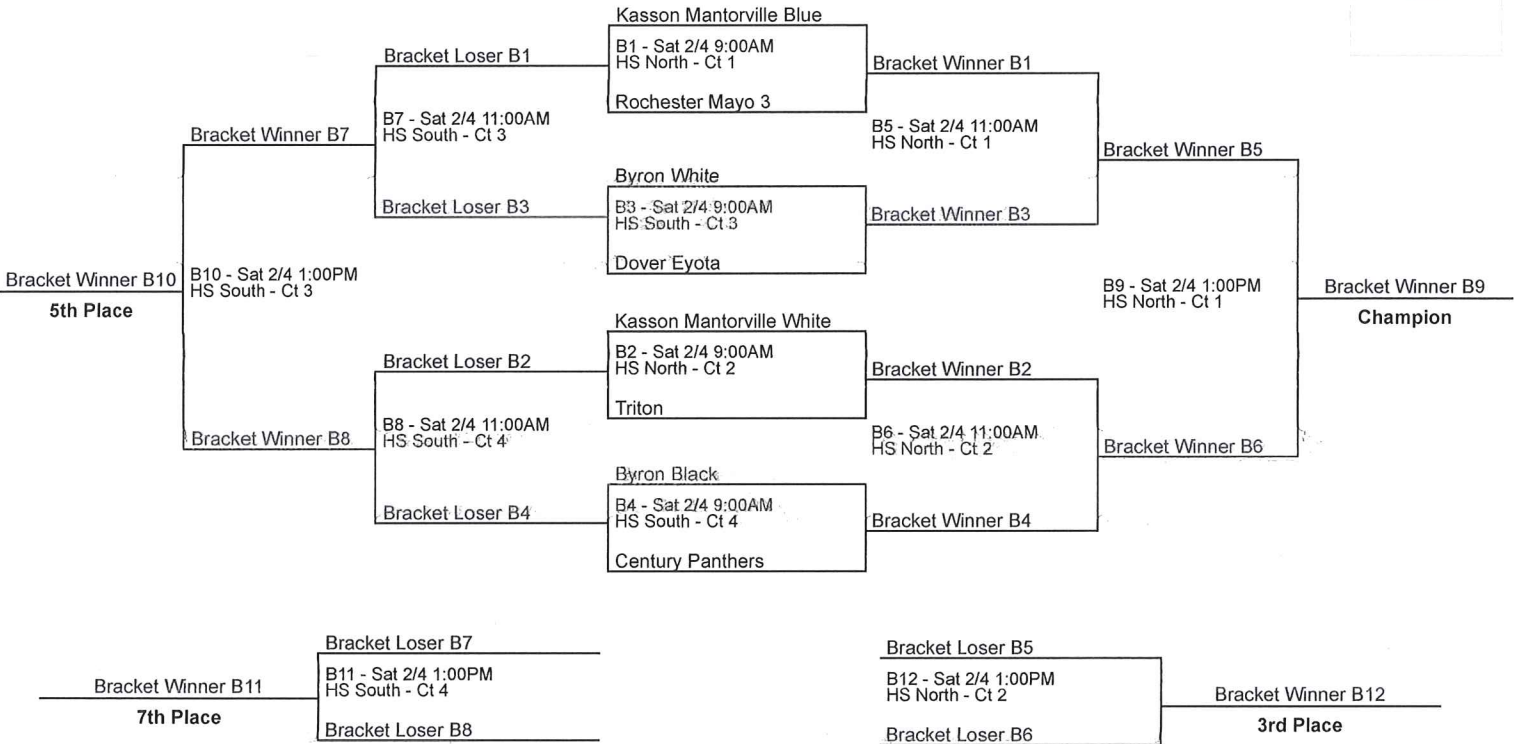 Kasson Mantorville Blue
B1 - Sat 2/4 9:00AM
HS North - Ct 1
Rochester Mayo 3
Bracket Loser B1
Bracket Winner B1
B7 - Sat 2/4 11:00AM
HS South - Ct 3
B5 - Sat 2/4 11:00AM
HS North - Ct 1
Bracket Winner B7
Bracket Winner B5
Byron White
B3 - Sat 2/4 9:00AM
HS South - Ct 3
Dover Eyota
Bracket Loser B3
Bracket Winner B3
Bracket Winner B10
5th Place
B10 - Sat 2/4 1:00PM
HS South - Ct 3
B9 - Sat 2/4 1:00PM
HS North - Ct 1
Bracket Winner B9
Champion
Kasson Mantorville White
B2 - Sat 2/4 9:00AM
HS North - Ct 2
Triton
Bracket Loser B2
Bracket Winner B2
B8 - Sat 2/4 11:00AM
HS South - Ct 4
B6 - Sat 2/4 11:00AM
HS North - Ct 2
Bracket Winner B8
Bracket Winner B6
Byron Black
B4 - Sat 2/4 9:00AM
HS South - Ct 4
Century Panthers
Bracket Loser B4
Bracket Winner B4
Bracket Loser B7
B11 - Sat 2/4 1:00PM
HS South - Ct 4
Bracket Loser B8
Bracket Winner B11
7th Place
Bracket Loser B5
B12 - Sat 2/4 1:00PM
HS North - Ct 2
Bracket Loser B6
Bracket Winner B12
3rd Place